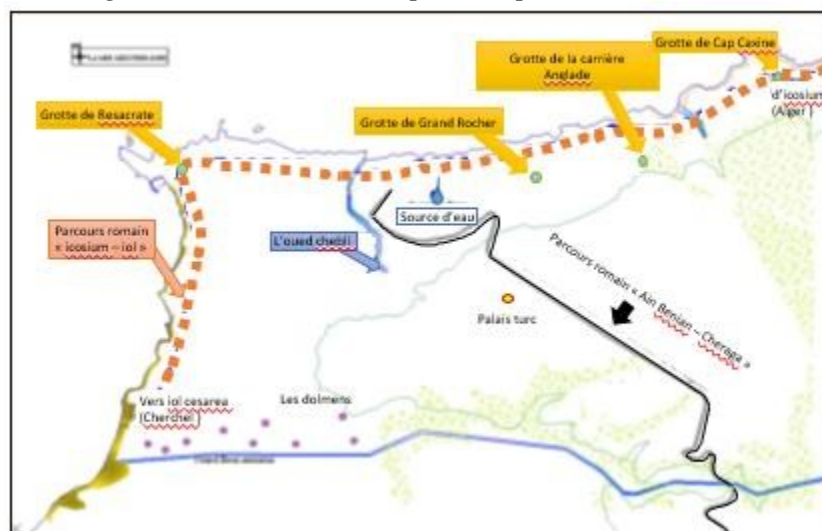 Grotte de Cap Caxine
Grotte de la carrière
Anglade
d'icosium
(Alger )
Grotte de Resacrate
Grotte de Grand Rocher
Source d'eau
Parcours romain
« icosium – iol »
L'oued chebli
Parcours romain « Ain Benian – Cheraga »
Palais turc
Vers iol cesarea
(Cherchel )
Les dolmens